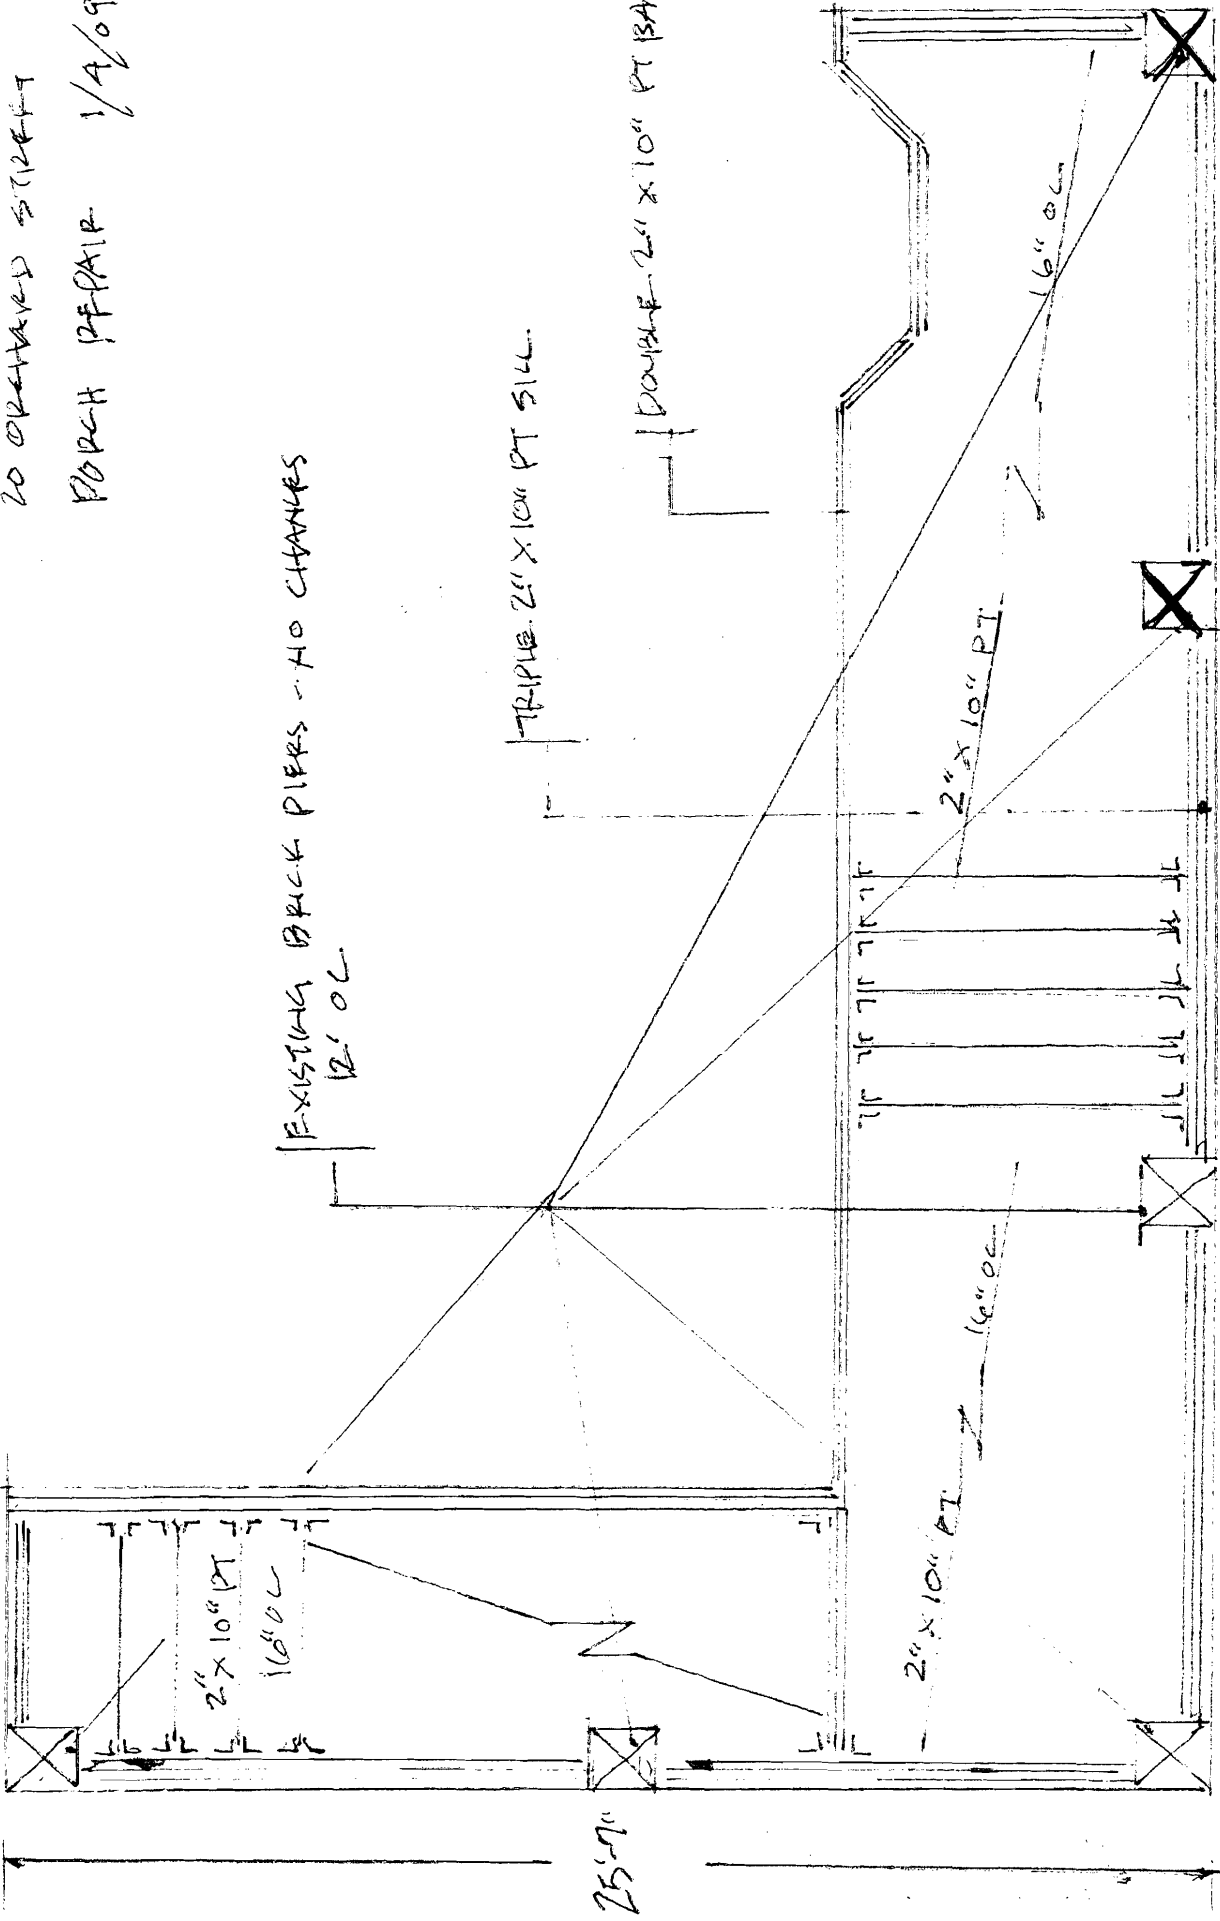 20 ORCHARD STREET
PORCH REPAIR 1/4/09
EXISTING BRICK PIERS - NO CHANGES
12' OC
TRIPLE 2" X 10" PT SILL
DOUBLE 2" X 10" PT BA
16" OC
2" X 10" PT
16" OC
2" X 10" PT
2" X 10" PT
16" OC
25'-7"